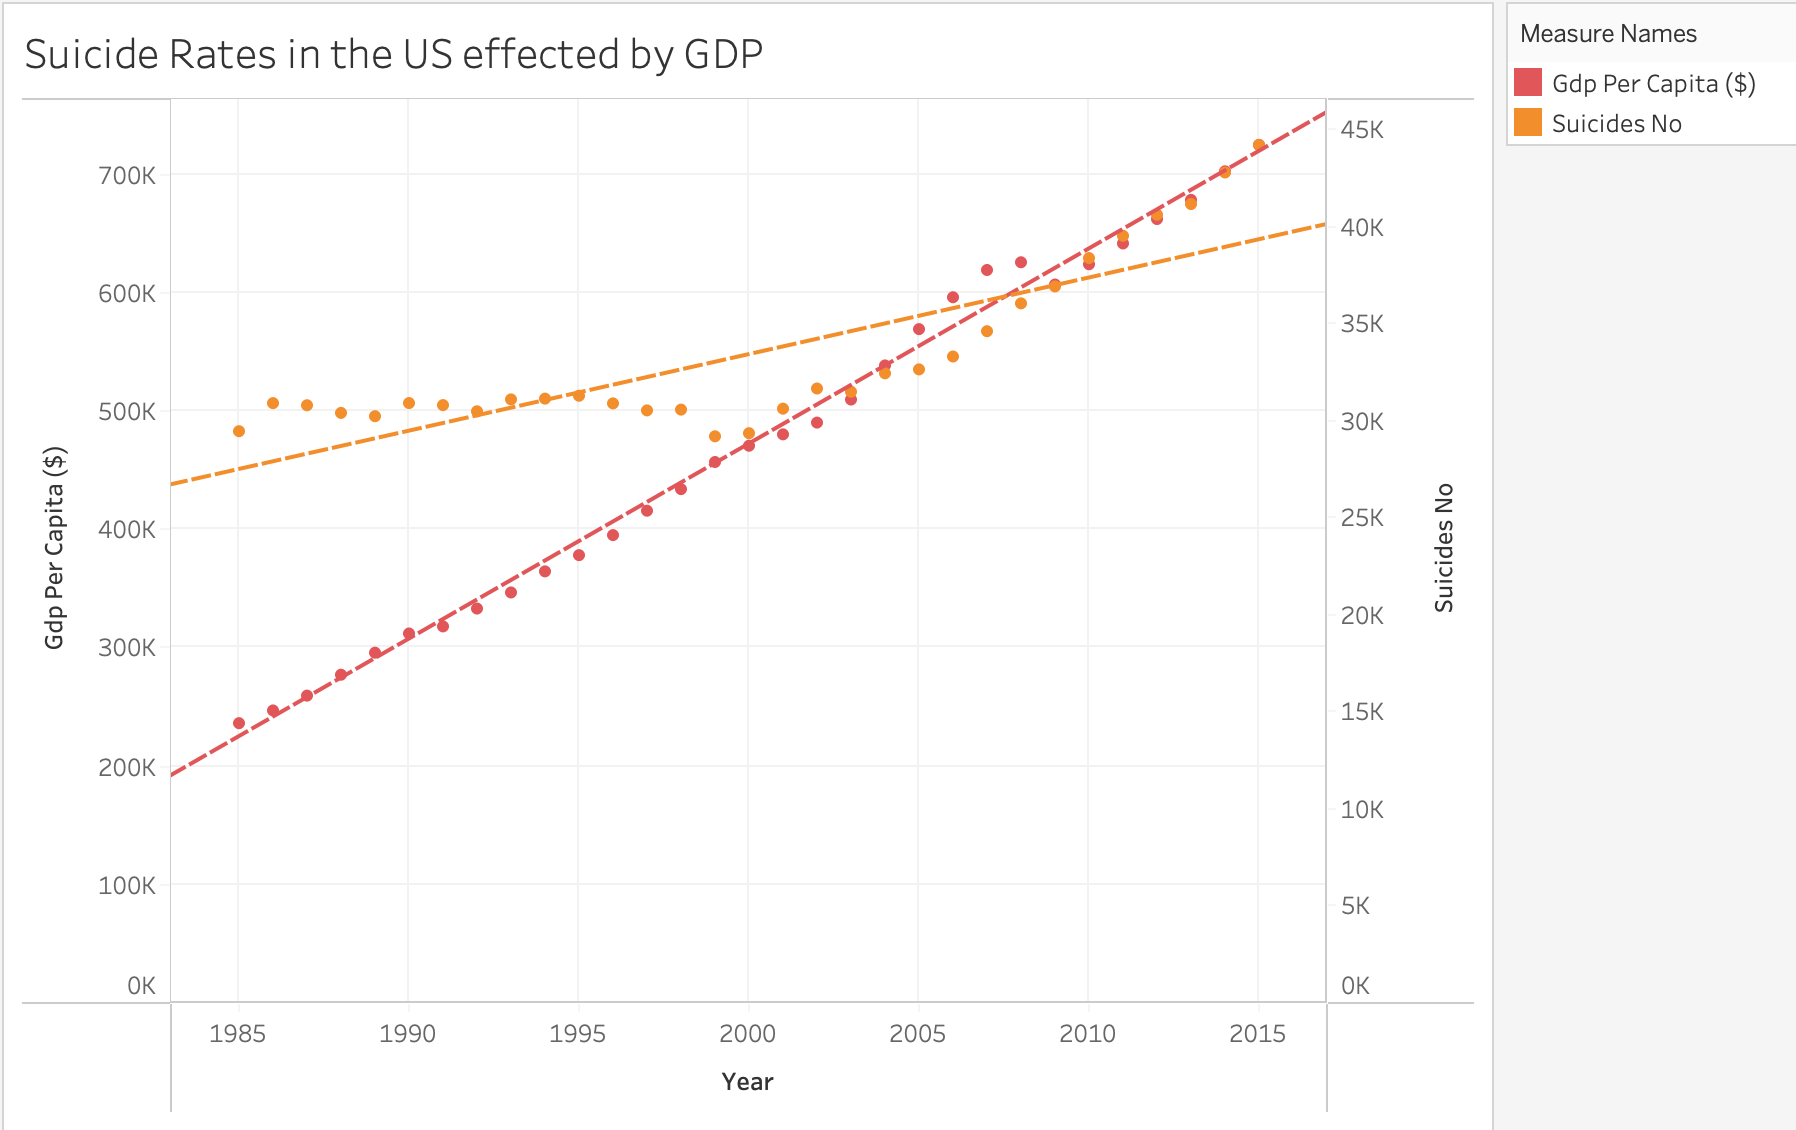 Suicide Rates in the US effected by GDP
Measure Names
Gdp Per Capita ($)
Suicides No
Gdp Per Capita ($)
700K
600K
500K
400K
300K
200K
100K
0K
45K
40K
35K
30K
25K
20K
15K
10K
5K
0K
Suicides No
1985 1990 1995 2000 2005 2010 2015
Year